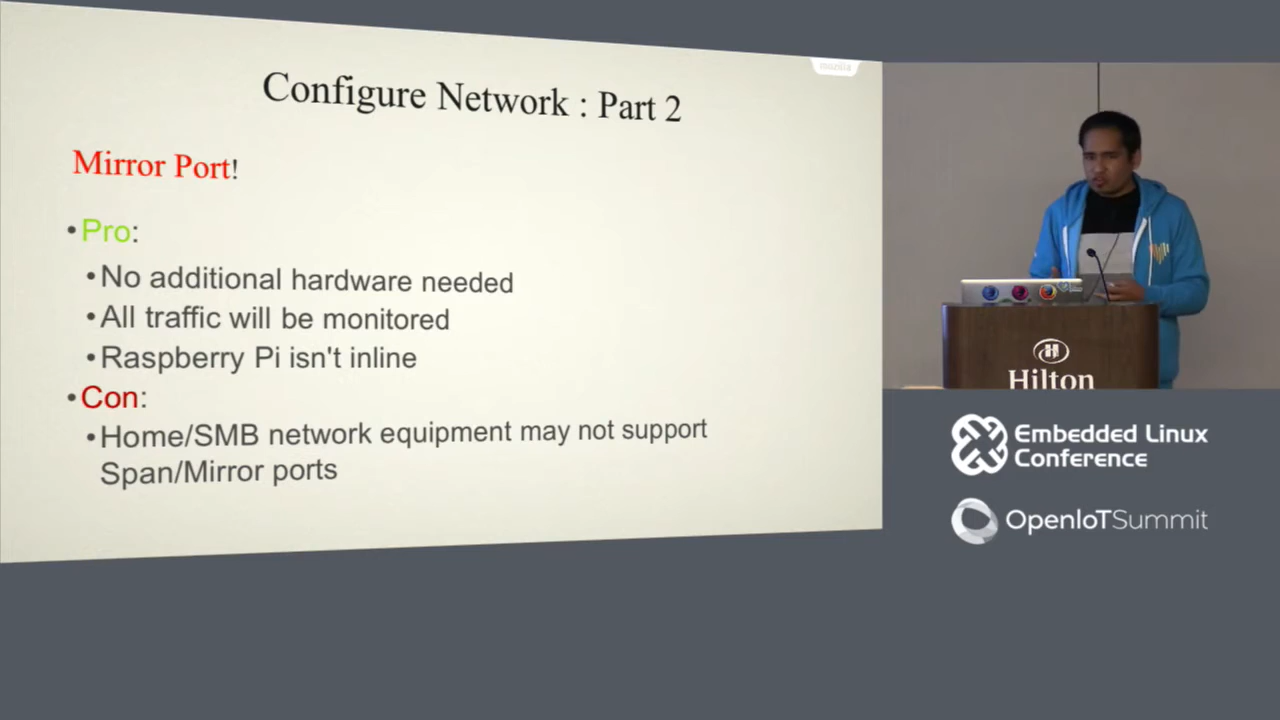 mozilla
Configure Network : Part 2
Mirror Port!
•Pro:
•No additional hardware needed
•All traffic will be monitored
•Raspberry Pi isn't inline
•Con:
•Home/SMB network equipment may not support
Span/Mirror ports
H
Hilton
Embedded Linux
Conference
OpenIoTSummit